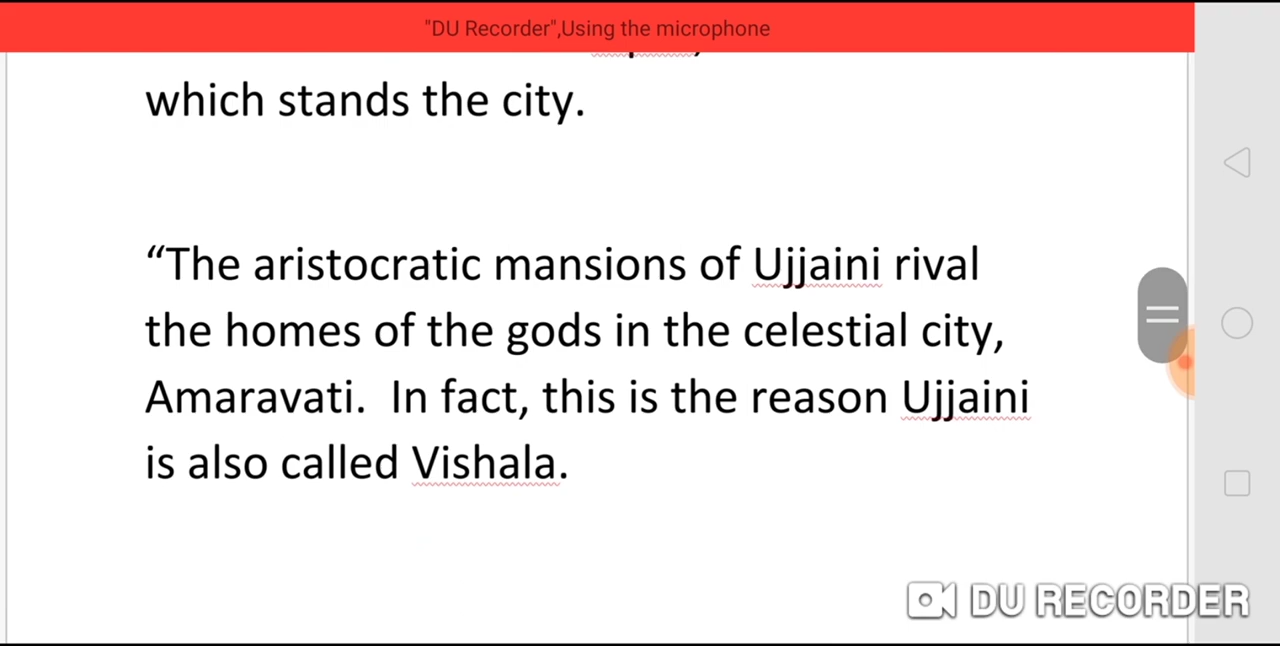 "DU Recorder",Using the microphone
which stands the city.
“The aristocratic mansions of Ujjaini rival
the homes of the gods in the celestial city,
Amaravati.  In fact, this is the reason Ujjaini
is also called Vishala.
DU RECORDER